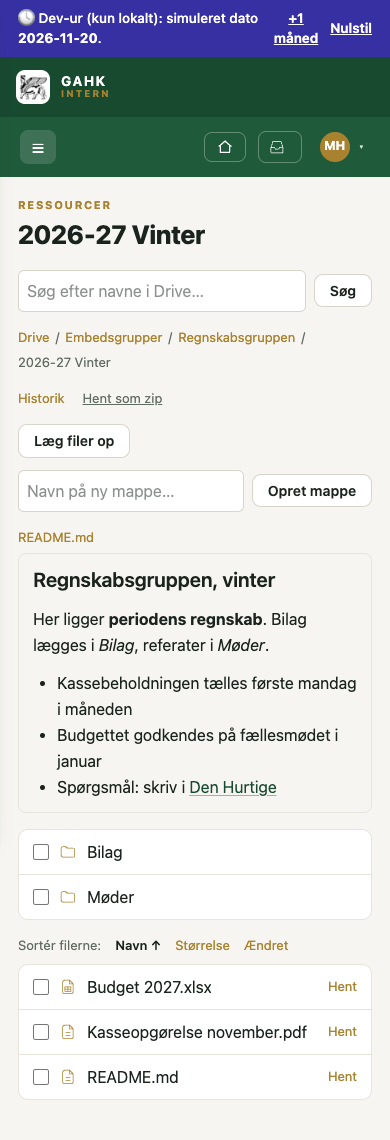 Dev-ur (kun lokalt): simuleret dato
2026-11-20.
+1
måned
Nulstil
GAHK
INTERN
MH
RESSOURCER
2026-27 Vinter
Søg efter navne i Drive...
Søg
Drive / Embedsgrupper / Regnskabsgruppen /
2026-27 Vinter
Historik Hent som zip
Læg filer op
Navn på ny mappe...
Opret mappe
README.md
Regnskabsgruppen, vinter
Her ligger periodens regnskab. Bilag
lægges i Bilag, referater i Møder.
• Kassebeholdningen tælles første mandag
i måneden
• Budgettet godkendes på fællesmødet i
januar
• Spørgsmål: skriv i Den Hurtige
Bilag
Møder
Sortér filerne: Navn ↑ Størrelse Ændret
Budget 2027.xlsx Hent
Kasseopgørelse november.pdf Hent
README.md Hent